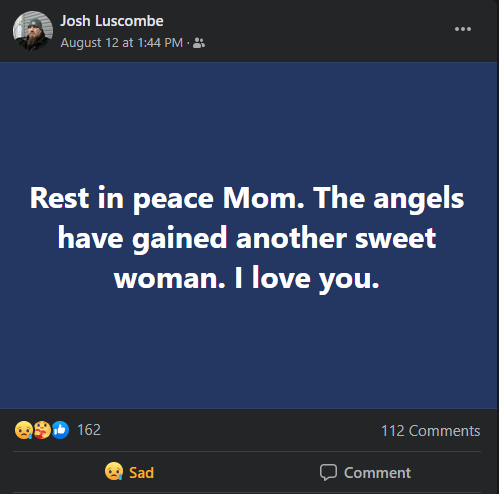 Josh Luscombe
August 12 at 1:44 PM ·
Rest in peace Mom. The angels
have gained another sweet
woman. I love you.
162
112 Comments
Sad
Comment